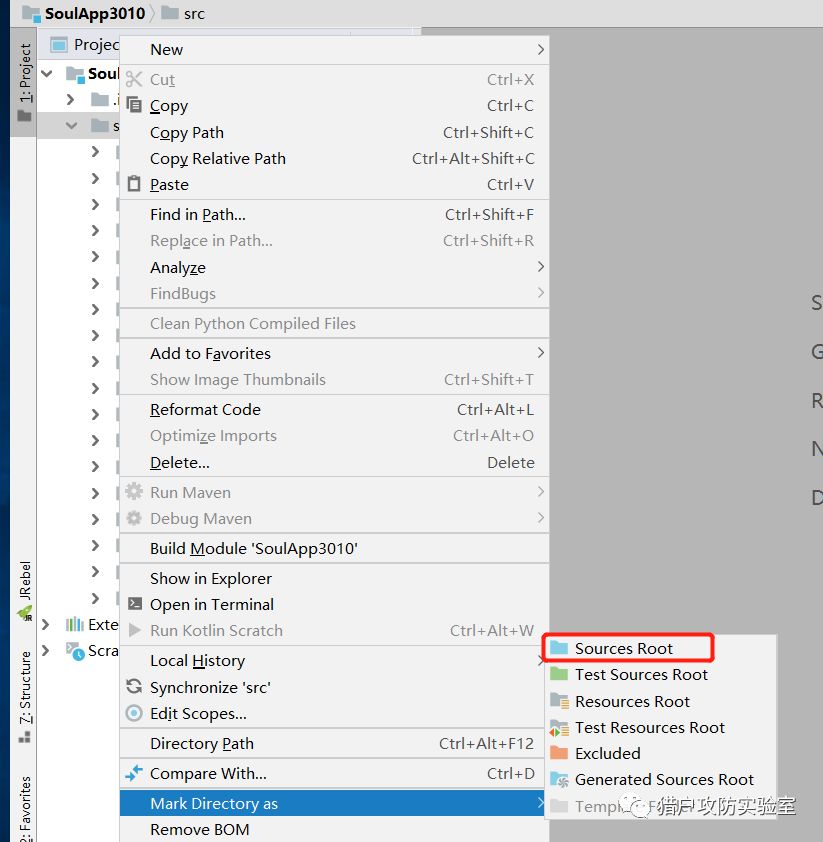 SoulApp3010 src
1: Project
Projec
New
Soul
Cut Ctrl+X
Copy Ctrl+C
Copy Path Ctrl+Shift+C
Copy Relative Path Ctrl+Alt+Shift+C
Paste Ctrl+V
Find in Path... Ctrl+Shift+F
Replace in Path... Ctrl+Shift+R
Analyze
FindBugs
Clean Python Compiled Files
Add to Favorites
Show Image Thumbnails Ctrl+Shift+T
Reformat Code Ctrl+Alt+L
Optimize Imports Ctrl+Alt+O
Delete... Delete
Run Maven
Debug Maven
Build Module 'SoulApp3010'
Show in Explorer
Open in Terminal
Run Kotlin Scratch Ctrl+Alt+W
Local History
Synchronize 'src'
Edit Scopes...
Directory Path Ctrl+Alt+F12
Compare With... Ctrl+D
Mark Directory as
Remove BOM
Sources Root
Test Sources Root
Resources Root
Test Resources Root
Excluded
Generated Sources Root
猎户攻防实验室
JRebel
Exte
Scra
Z: Structure
2: Favorites
S
G
R
N
D